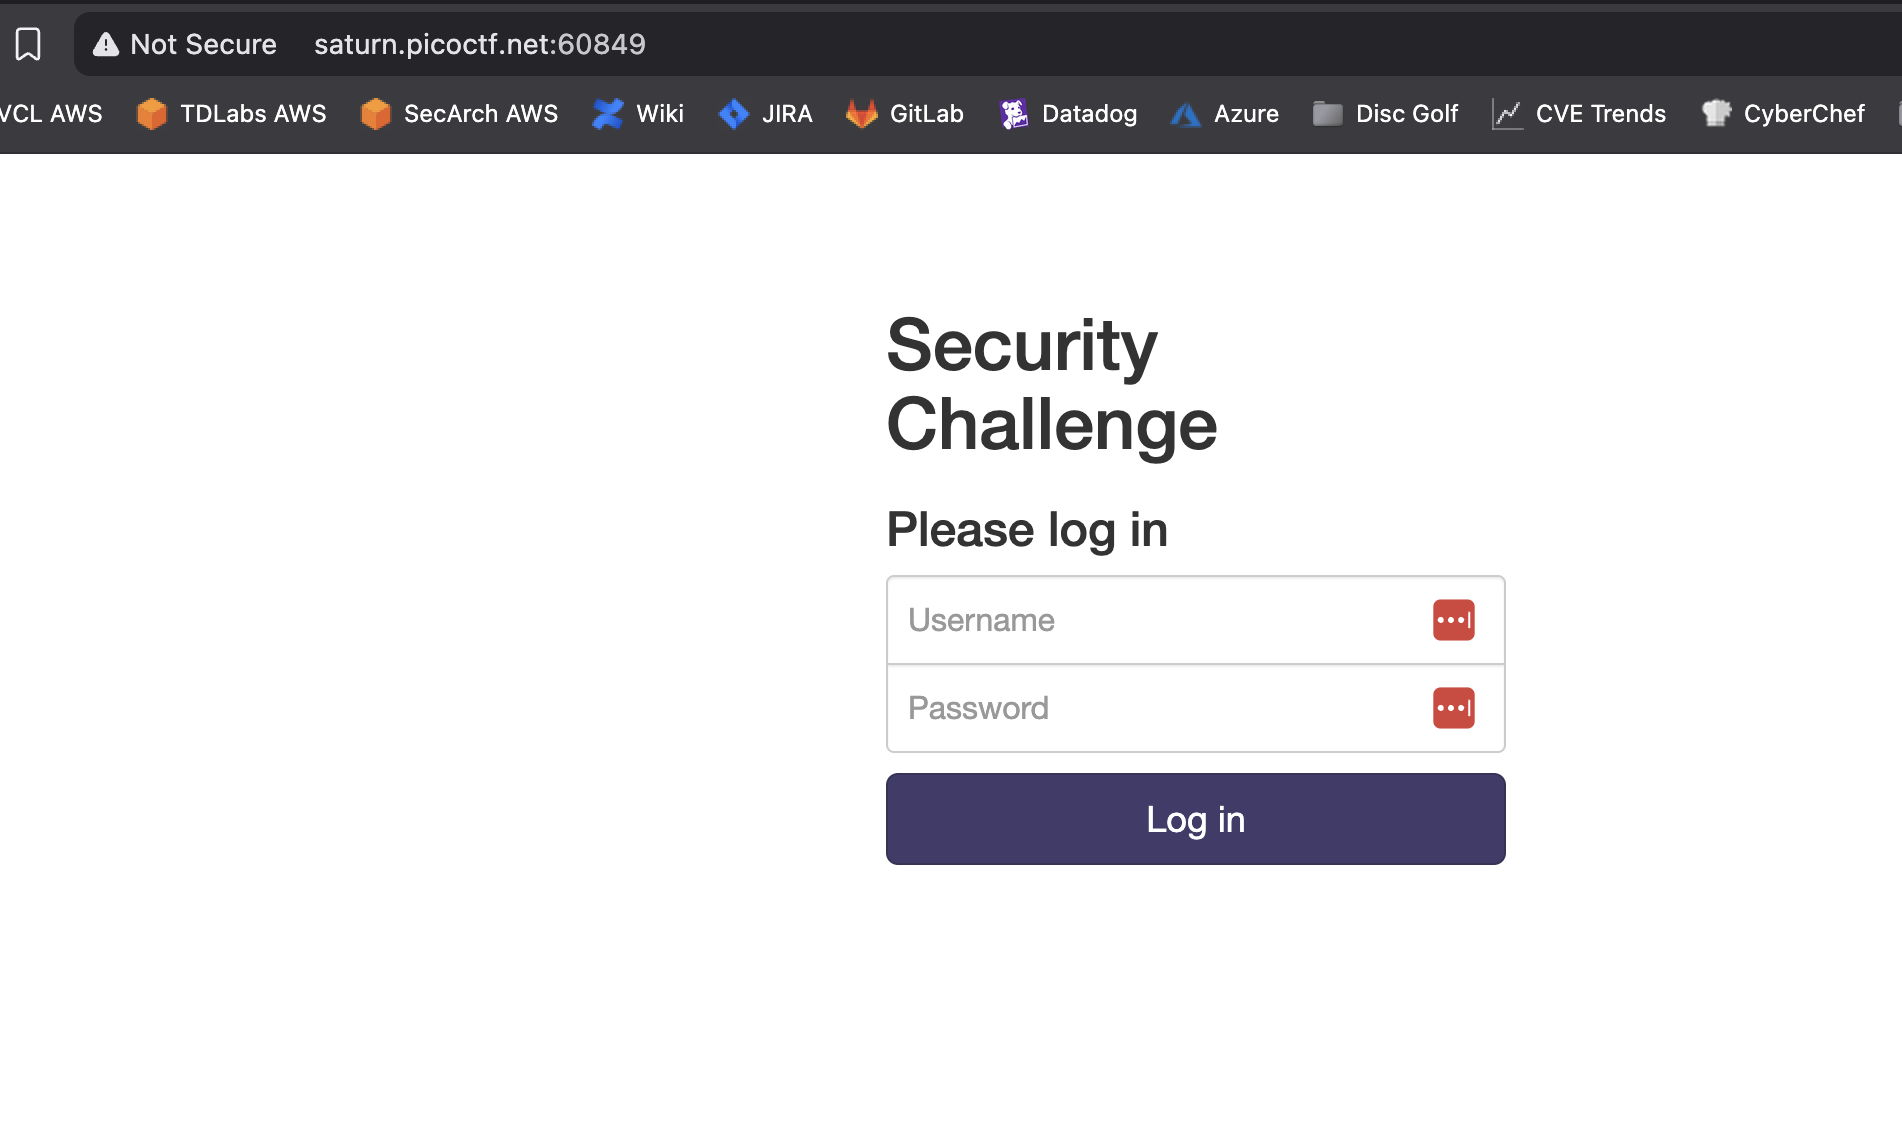 Not Secure saturn.picoctf.net:60849
VCL AWS TDLabs AWS SecArch AWS Wiki JIRA GitLab Datadog Azure Disc Golf CVE Trends CyberChef
Security
Challenge
Please log in
Username
Password
Log in